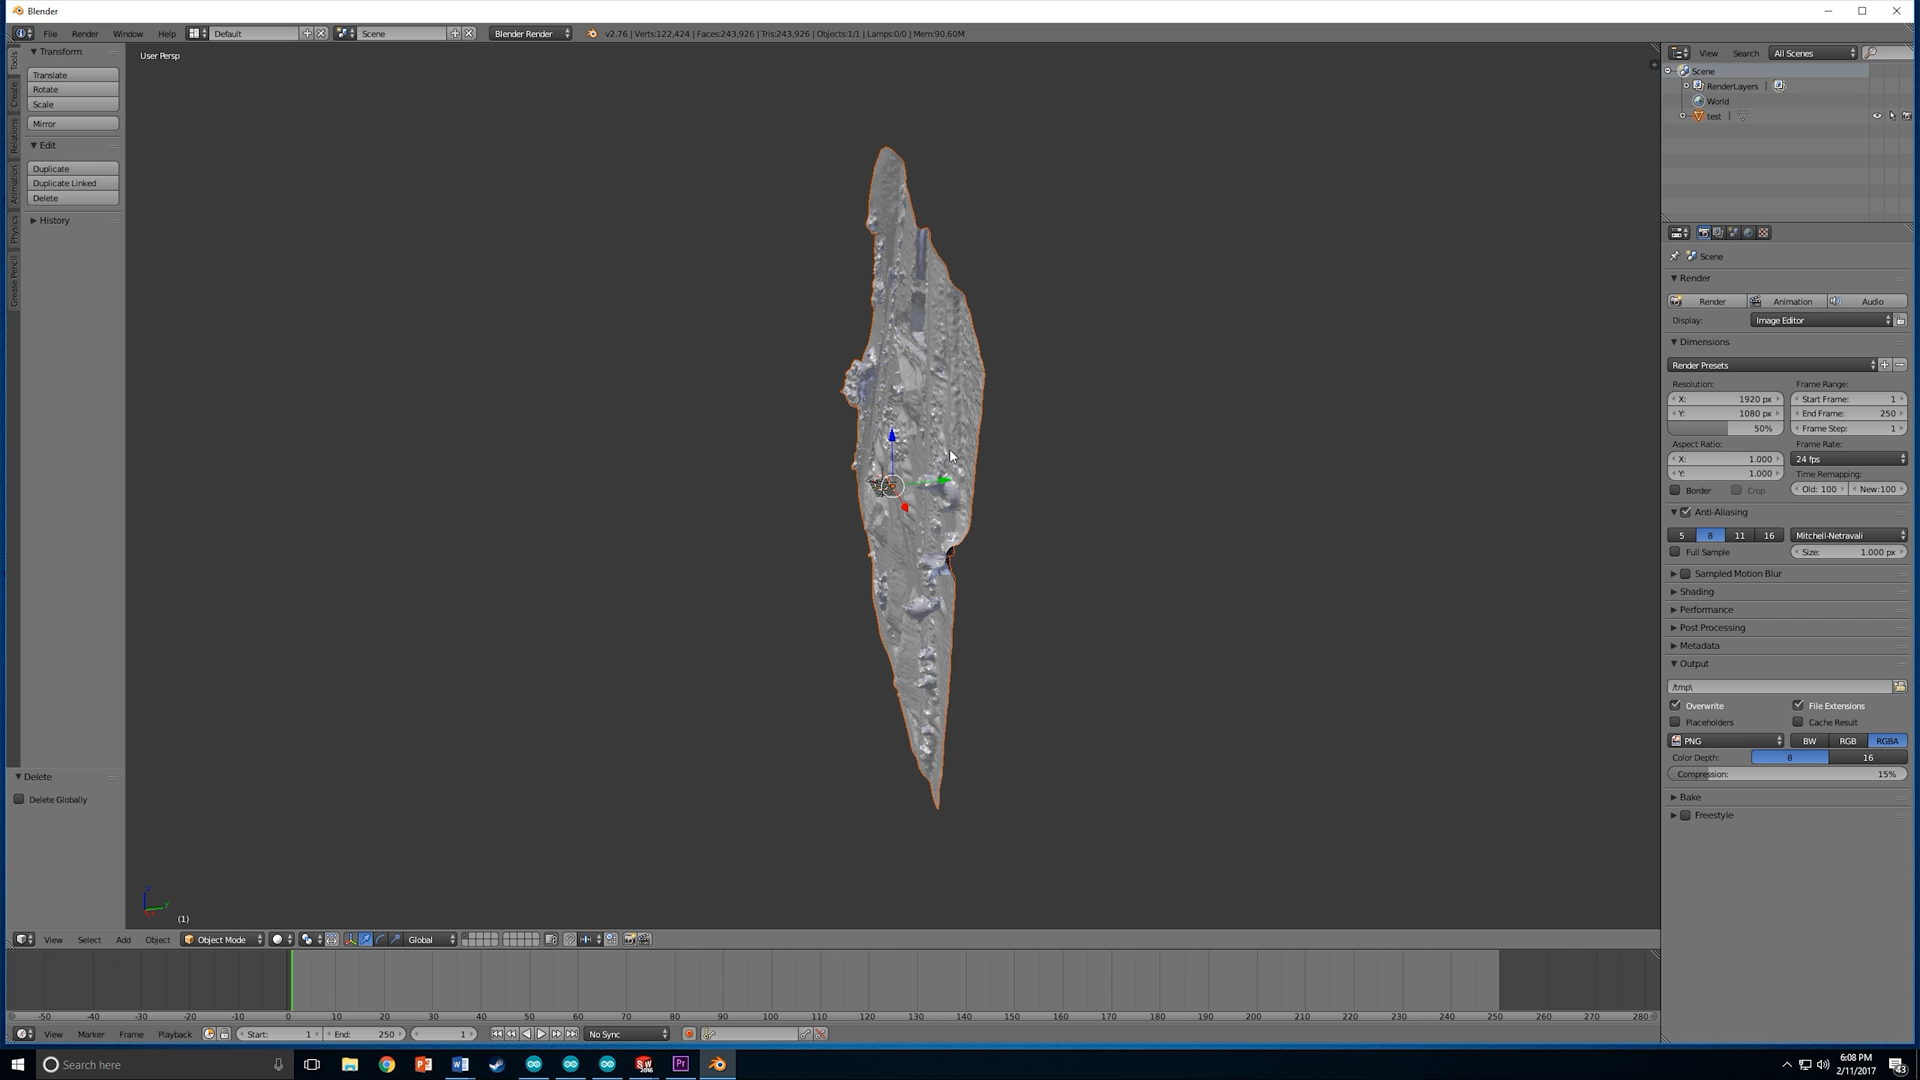 Blender
File Render Window Help Default Scene Blender Render v2.76 | Verts:122,424 | Faces:243,926 | Tris:243,926 | Objects:1/1 | Lamps:0/0 | Mem:90.60M
Tools
Create
Relations
Animation
Physics
Grease Pencil
Transform
Translate
Rotate
Scale
Mirror
Edit
Duplicate
Duplicate Linked
Delete
History
Delete
Delete Globally
User Persp
(1)
View Search All Scenes
Scene
RenderLayers |
World
test |
Scene
Render
Render Animation Audio
Display: Image Editor
Dimensions
Render Presets
Resolution: Frame Range:
X: 1920 px Start Frame: 1
Y: 1080 px End Frame: 250
50% Frame Step: 1
Aspect Ratio: Frame Rate:
X: 1.000 24 fps
Y: 1.000 Time Remapping:
Border Crop Old: 100 New:100
Anti-Aliasing
5 8 11 16 Mitchell-Netravali
Full Sample Size: 1.000 px
Sampled Motion Blur
Shading
Performance
Post Processing
Metadata
Output
/tmp\
Overwrite File Extensions
Placeholders Cache Result
PNG BW RGB RGBA
Color Depth: 8 16
Compression: 15%
Bake
Freestyle
View Select Add Object Object Mode Global
-50 -40 -30 -20 -10 0 10 20 30 40 50 60 70 80 90 100 110 120 130 140 150 160 170 180 190 200 210 220 230 240 250 260 270 280
View Marker Frame Playback Start: 1 End: 250 1 No Sync
Search here
6:08 PM
2/11/2017
43